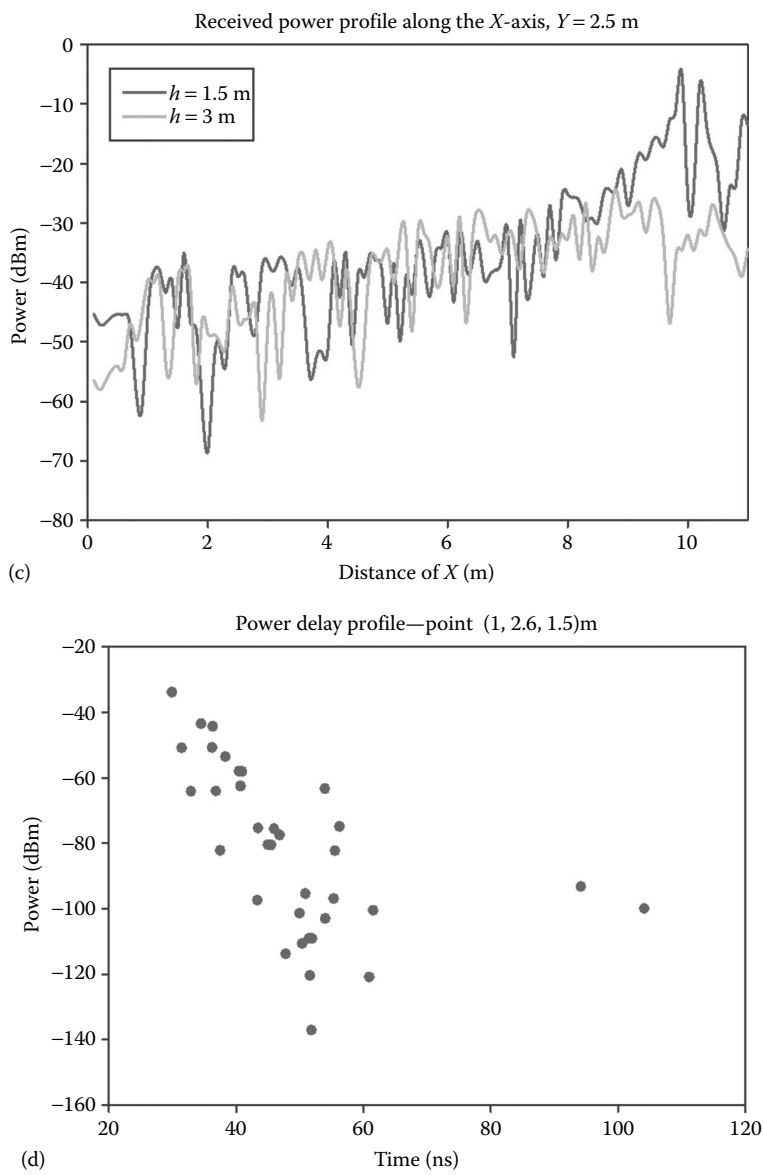 Received power profile along the X-axis, Y = 2.5 m
0
−10
−20
−30
−40
−50
−60
−70
−80
Power (dBm)
h = 1.5 m
h = 3 m
0 2 4 6 8 10
Distance of X (m)
(c)
Power delay profile—point (1, 2.6, 1.5)m
−20
−40
−60
−80
−100
−120
−140
−160
Power (dBm)
20 40 60 80 100 120
Time (ns)
(d)